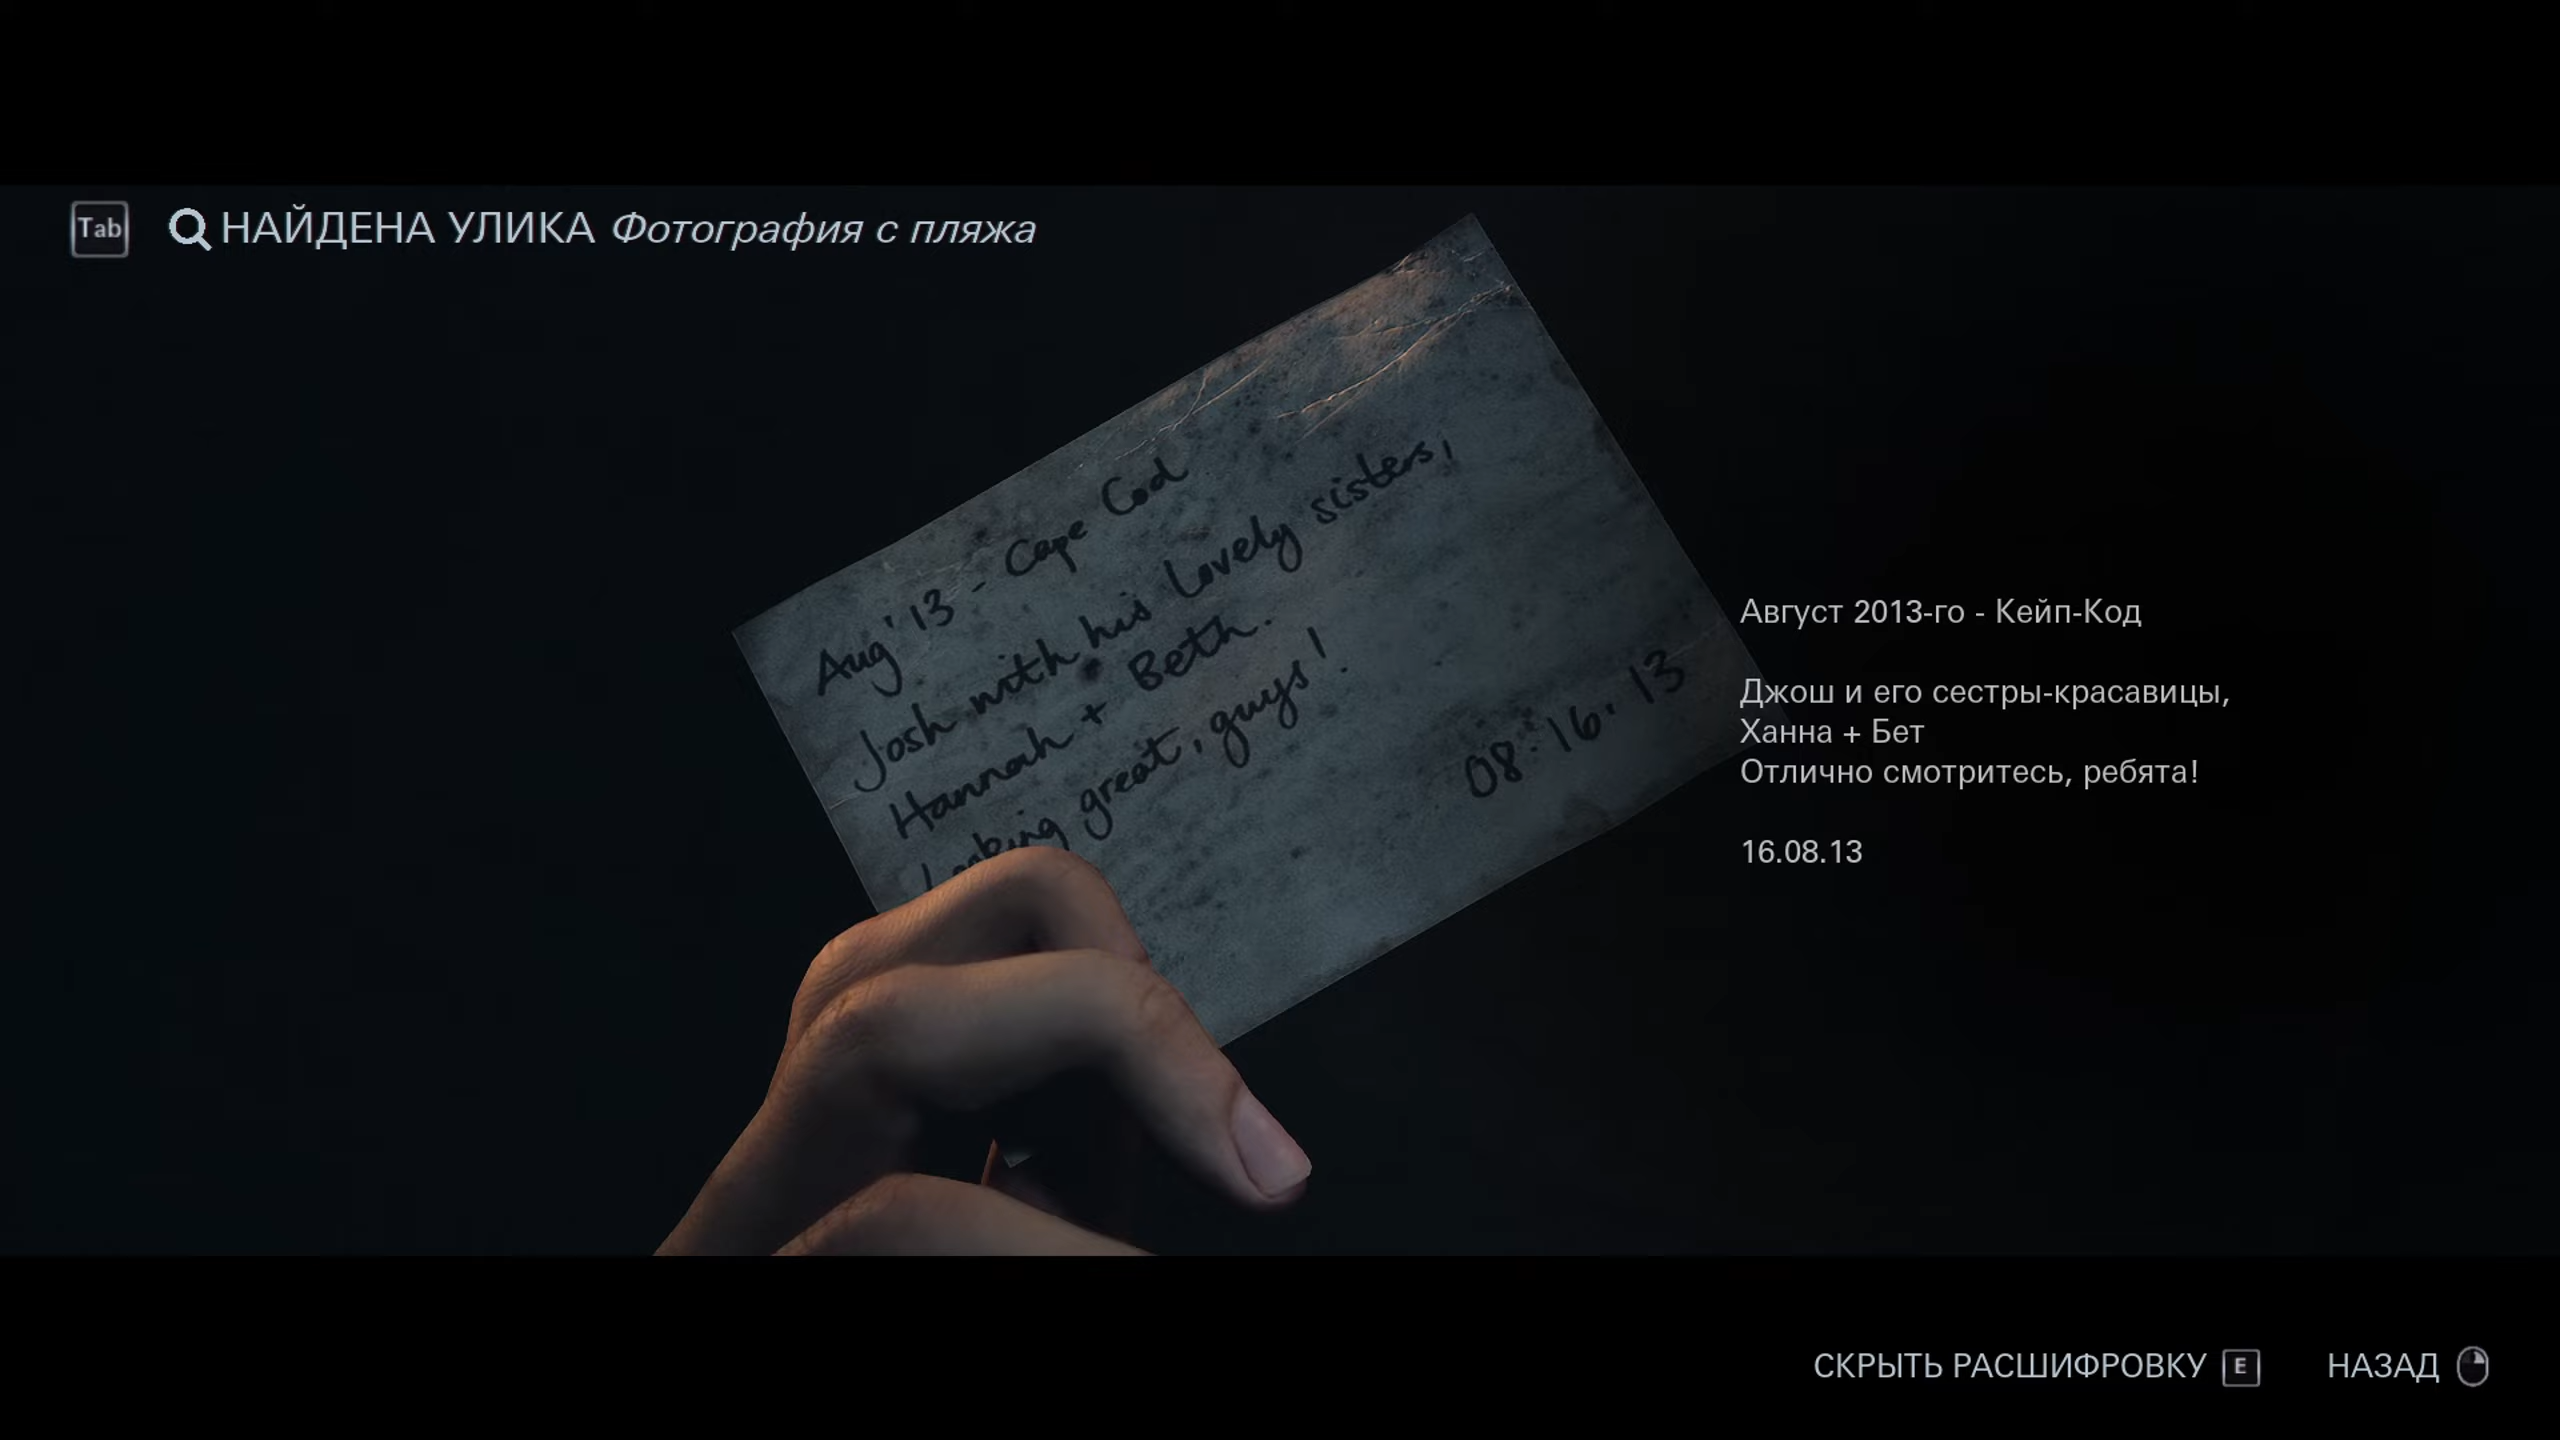 Tab НАЙДЕНА УЛИКА Фотография с пляжа
Aug '13 - Cape Cod
Josh with his lovely sisters,
Hannah + Beth.
Looking great, guys!
08·16·13
Август 2013-го - Кейп-Код
Джош и его сестры-красавицы,
Ханна + Бет
Отлично смотритесь, ребята!
16.08.13
СКРЫТЬ РАСШИФРОВКУ E НАЗАД